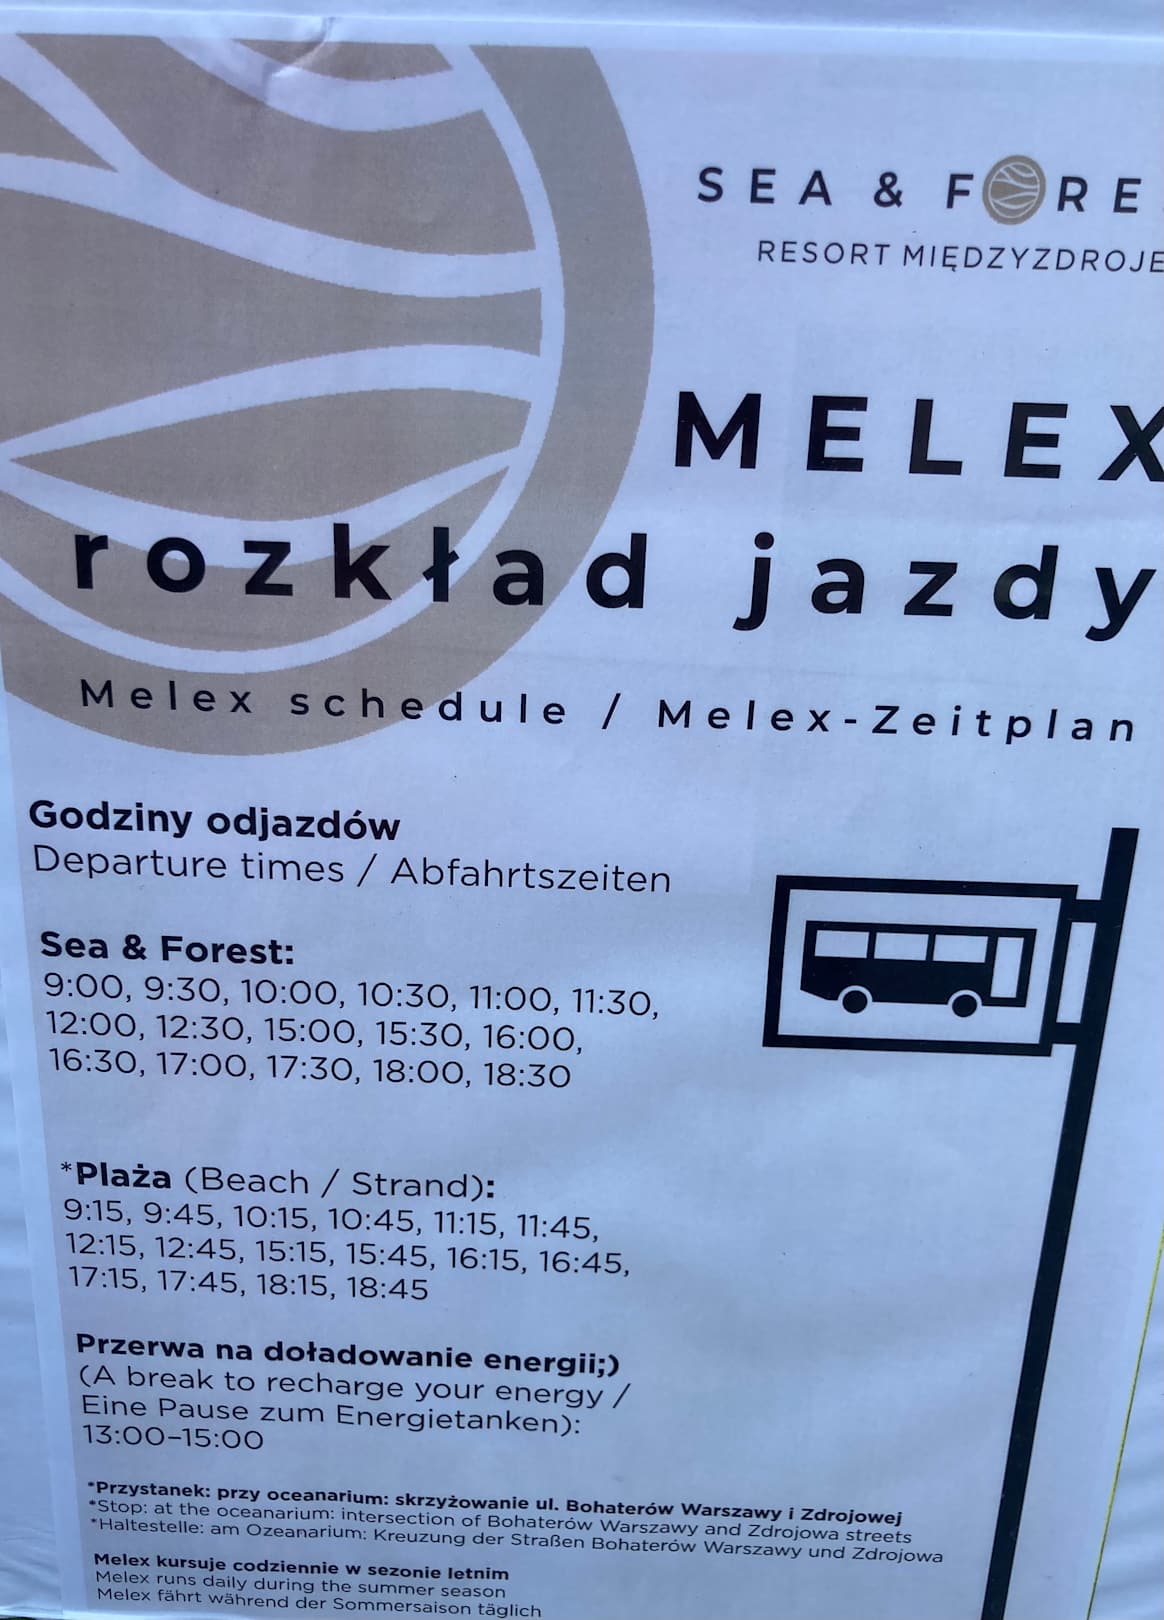 SEA & FORE
RESORT MIĘDZYZDROJE
MELEX
rozkład jazdy
Melex schedule / Melex-Zeitplan
Godziny odjazdów
Departure times / Abfahrtszeiten
Sea & Forest:
9:00, 9:30, 10:00, 10:30, 11:00, 11:30,
12:00, 12:30, 15:00, 15:30, 16:00,
16:30, 17:00, 17:30, 18:00, 18:30
*Plaża (Beach / Strand):
9:15, 9:45, 10:15, 10:45, 11:15, 11:45,
12:15, 12:45, 15:15, 15:45, 16:15, 16:45,
17:15, 17:45, 18:15, 18:45
Przerwa na doładowanie energii;)
(A break to recharge your energy /
Eine Pause zum Energietanken):
13:00–15:00
*Przystanek: przy oceanarium: skrzyżowanie ul. Bohaterów Warszawy i Zdrojowej
*Stop: at the oceanarium: intersection of Bohaterów Warszawy and Zdrojowa streets
*Haltestelle: am Ozeanarium: Kreuzung der Straßen Bohaterów Warszawy und Zdrojowa
Melex kursuje codziennie w sezonie letnim
Melex runs daily during the summer season
Melex fährt während der Sommersaison täglich